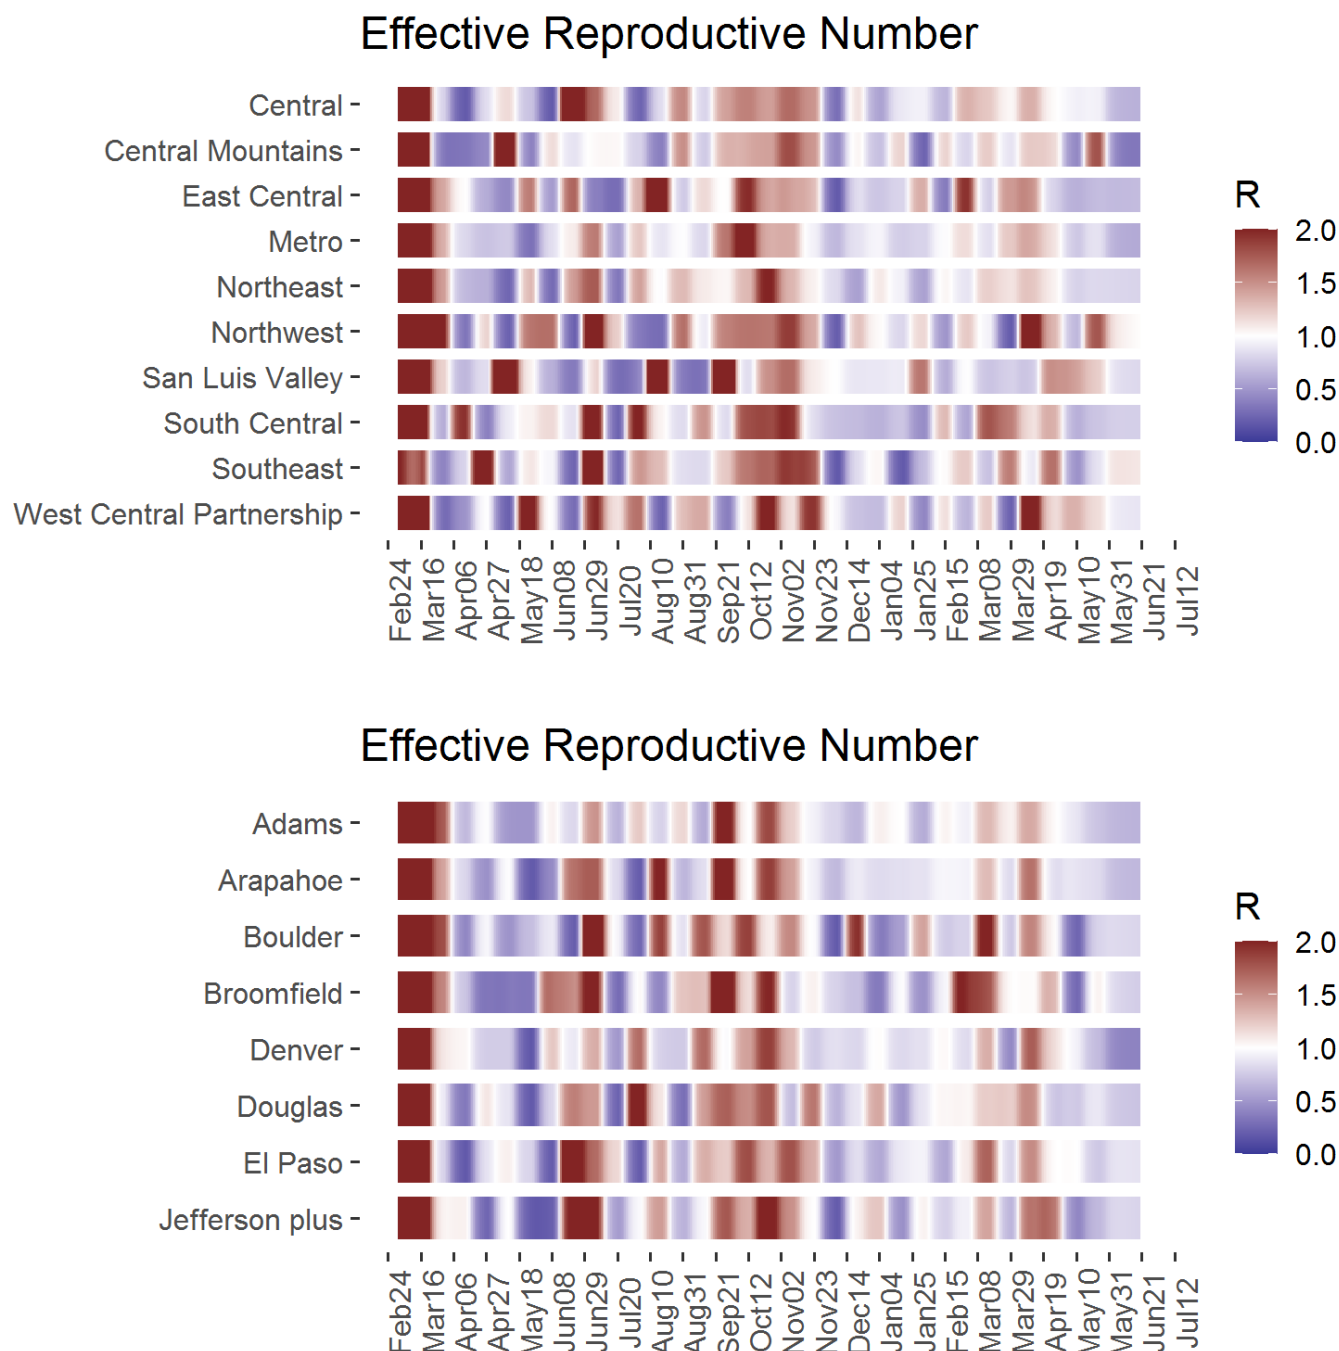 Effective Reproductive Number
Central
Central Mountains
East Central
Metro
Northeast
Northwest
San Luis Valley
South Central
Southeast
West Central Partnership
Feb24
Mar16
Apr06
Apr27
May18
Jun08
Jun29
Jul20
Aug10
Aug31
Sep21
Oct12
Nov02
Nov23
Dec14
Jan04
Jan25
Feb15
Mar08
Mar29
Apr19
May10
May31
Jun21
Jul12
R
2.0
1.5
1.0
0.5
0.0
Effective Reproductive Number
Adams
Arapahoe
Boulder
Broomfield
Denver
Douglas
El Paso
Jefferson plus
Feb24
Mar16
Apr06
Apr27
May18
Jun08
Jun29
Jul20
Aug10
Aug31
Sep21
Oct12
Nov02
Nov23
Dec14
Jan04
Jan25
Feb15
Mar08
Mar29
Apr19
May10
May31
Jun21
Jul12
R
2.0
1.5
1.0
0.5
0.0